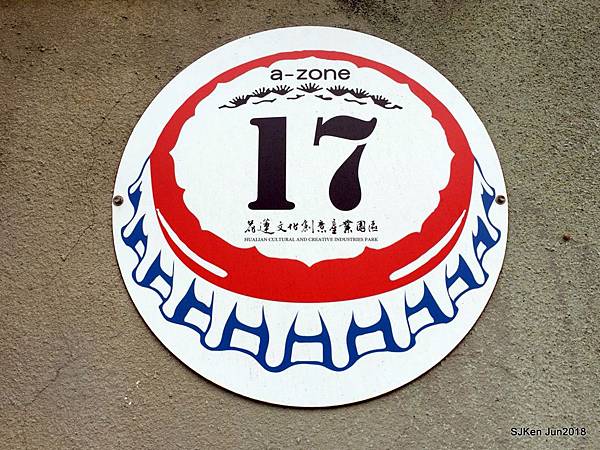 a-zone
17
花蓮文化創意產業園區
HUALIAN CULTURAL AND CREATIVE INDUSTRIES PARK
SJKen Jun2018